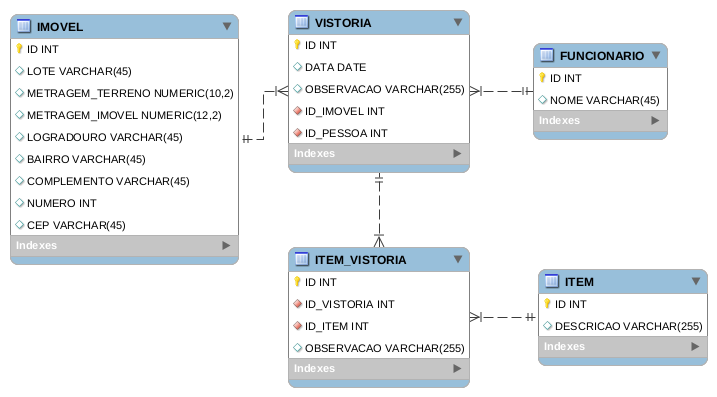 IMOVEL
ID INT
LOTE VARCHAR(45)
METRAGEM_TERRENO NUMERIC(10,2)
METRAGEM_IMOVEL NUMERIC(12,2)
LOGRADOURO VARCHAR(45)
BAIRRO VARCHAR(45)
COMPLEMENTO VARCHAR(45)
NUMERO INT
CEP VARCHAR(45)
Indexes
VISTORIA
ID INT
DATA DATE
OBSERVACAO VARCHAR(255)
ID_IMOVEL INT
ID_PESSOA INT
Indexes
FUNCIONARIO
ID INT
NOME VARCHAR(45)
Indexes
ITEM_VISTORIA
ID INT
ID_VISTORIA INT
ID_ITEM INT
OBSERVACAO VARCHAR(255)
Indexes
ITEM
ID INT
DESCRICAO VARCHAR(255)
Indexes